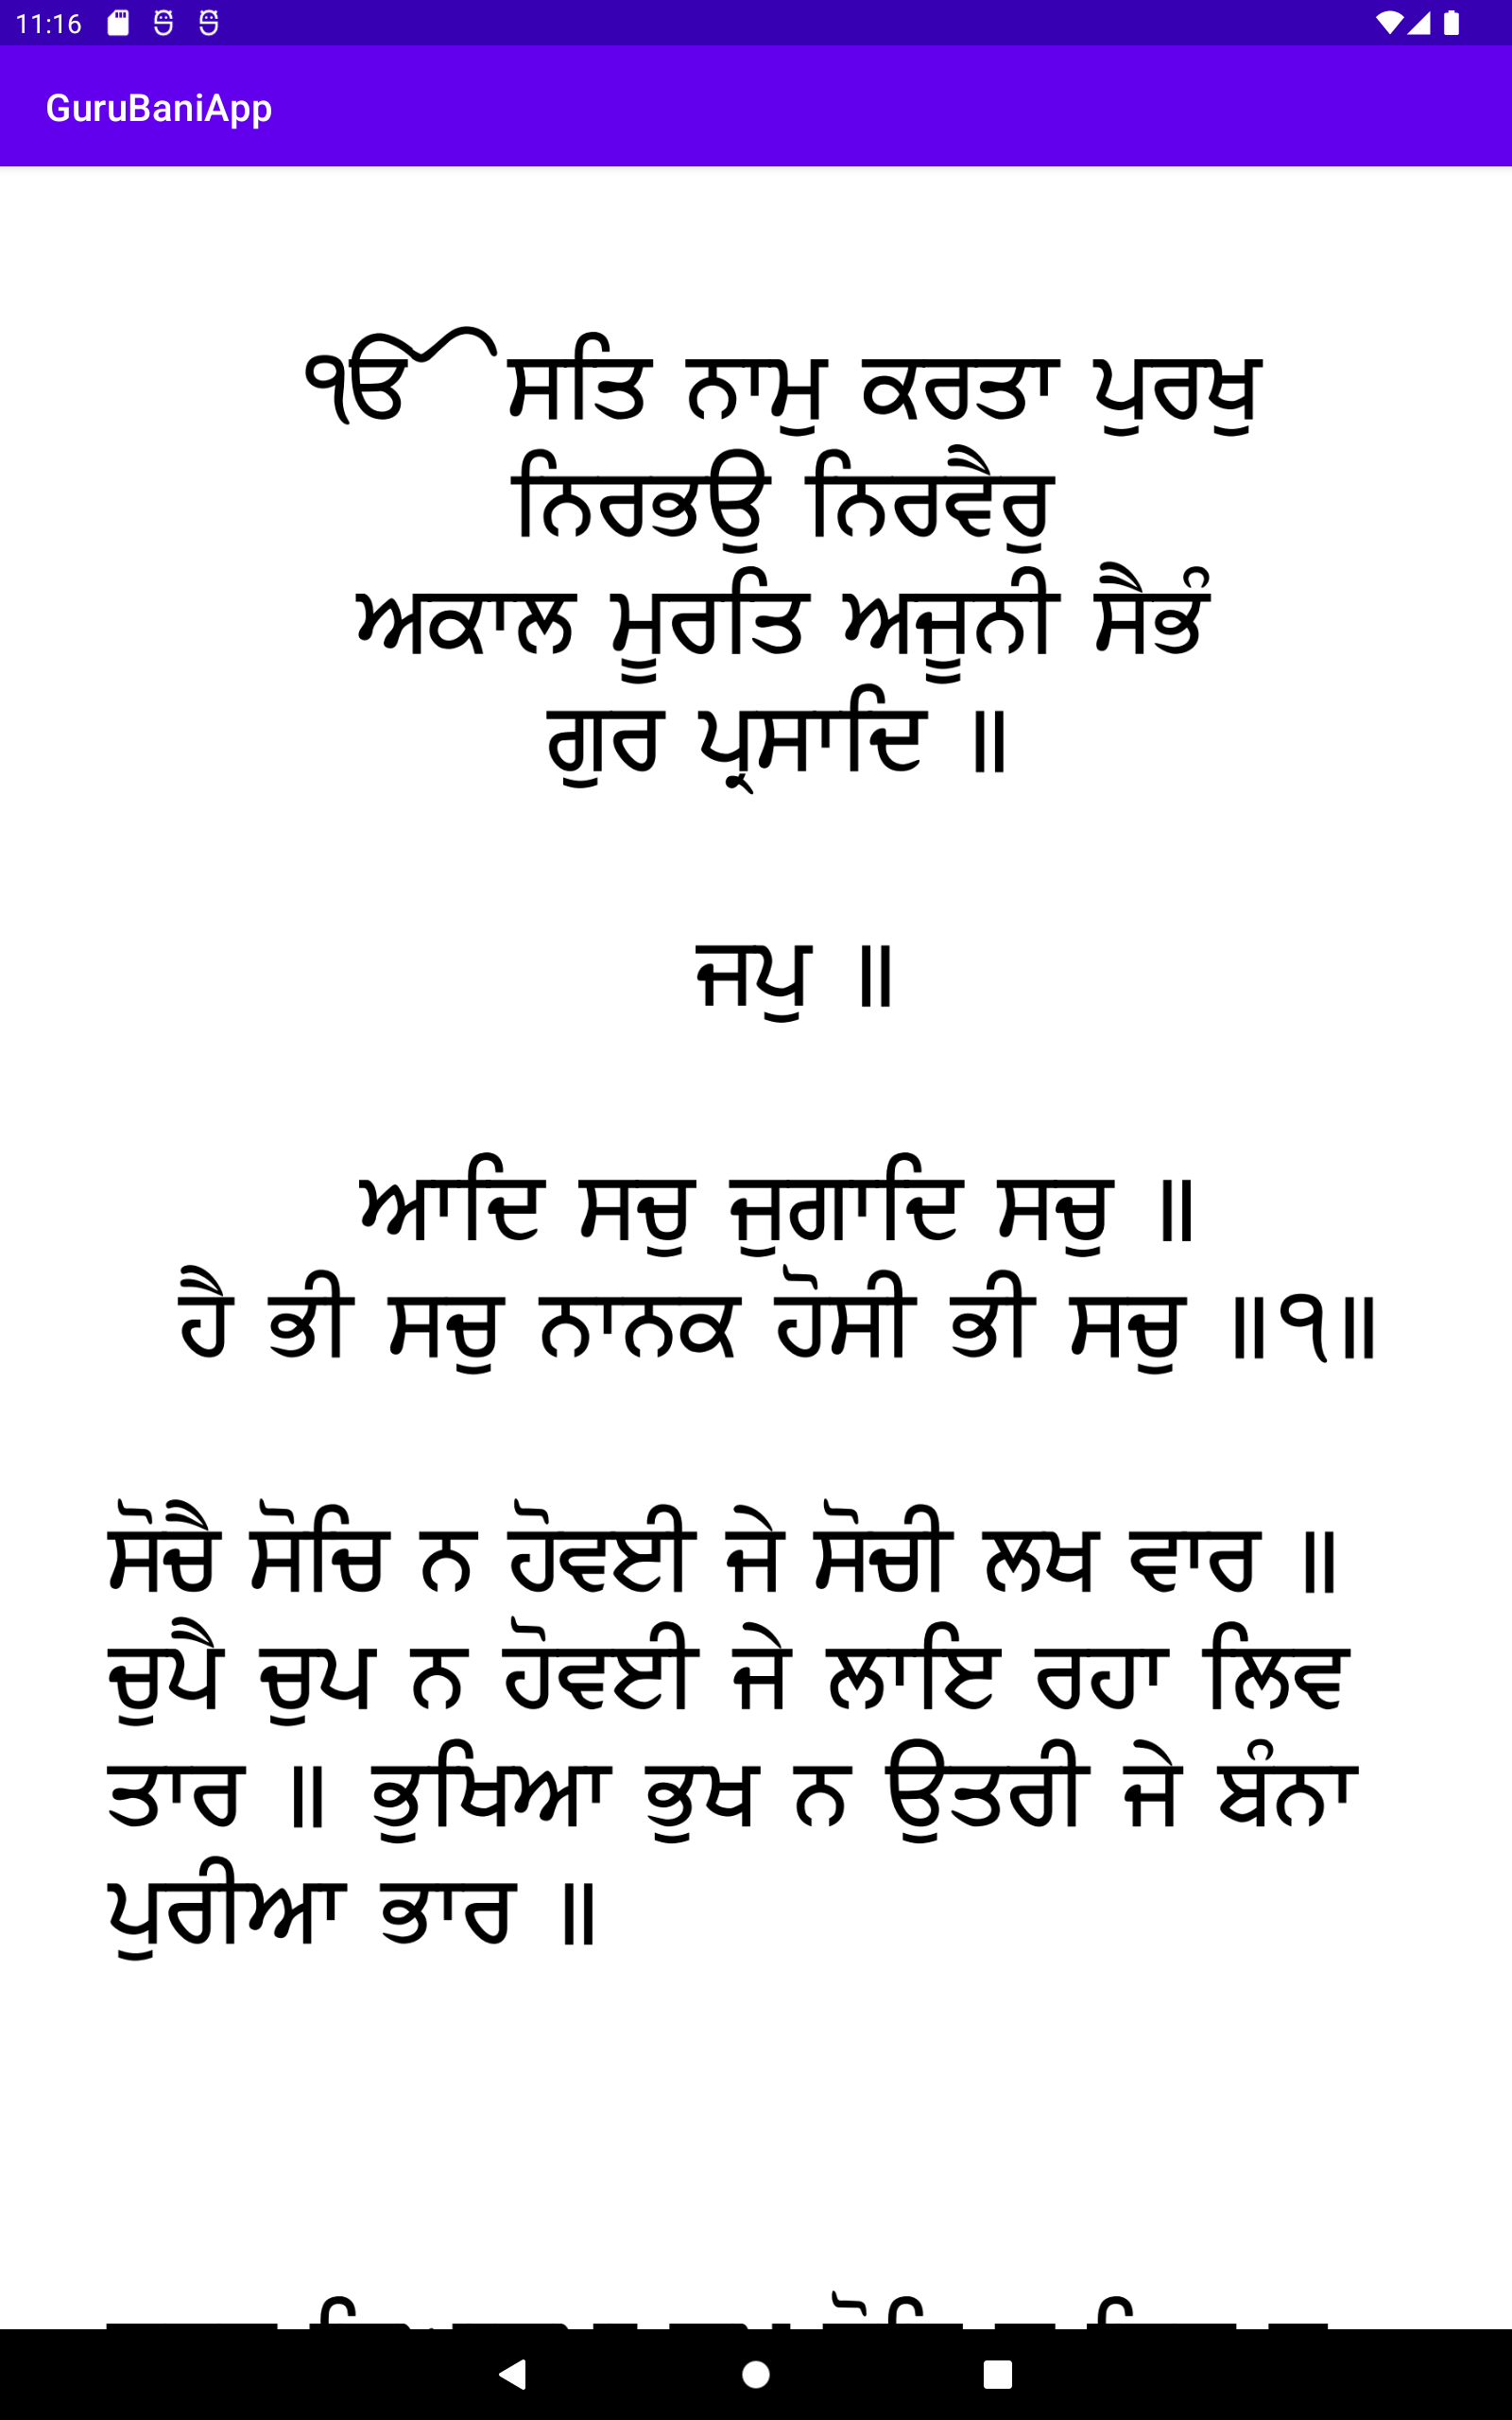 11:16
GuruBaniApp
ੴ ਸਤਿ ਨਾਮੁ ਕਰਤਾ ਪੁਰਖੁ
ਨਿਰਭਉ ਨਿਰਵੈਰੁ
ਅਕਾਲ ਮੂਰਤਿ ਅਜੂਨੀ ਸੈਭੰ
ਗੁਰ ਪ੍ਰਸਾਦਿ ॥
ਜਪੁ ॥
ਆਦਿ ਸਚੁ ਜੁਗਾਦਿ ਸਚੁ ॥
ਹੈ ਭੀ ਸਚੁ ਨਾਨਕ ਹੋਸੀ ਭੀ ਸਚੁ ॥੧॥
ਸੋਚੈ ਸੋਚਿ ਨ ਹੋਵਈ ਜੇ ਸੋਚੀ ਲਖ ਵਾਰ ॥
ਚੁਪੈ ਚੁਪ ਨ ਹੋਵਈ ਜੇ ਲਾਇ ਰਹਾ ਲਿਵ
ਤਾਰ ॥ ਭੁਖਿਆ ਭੁਖ ਨ ਉਤਰੀ ਜੇ ਬੰਨਾ
ਪੁਰੀਆ ਭਾਰ ॥